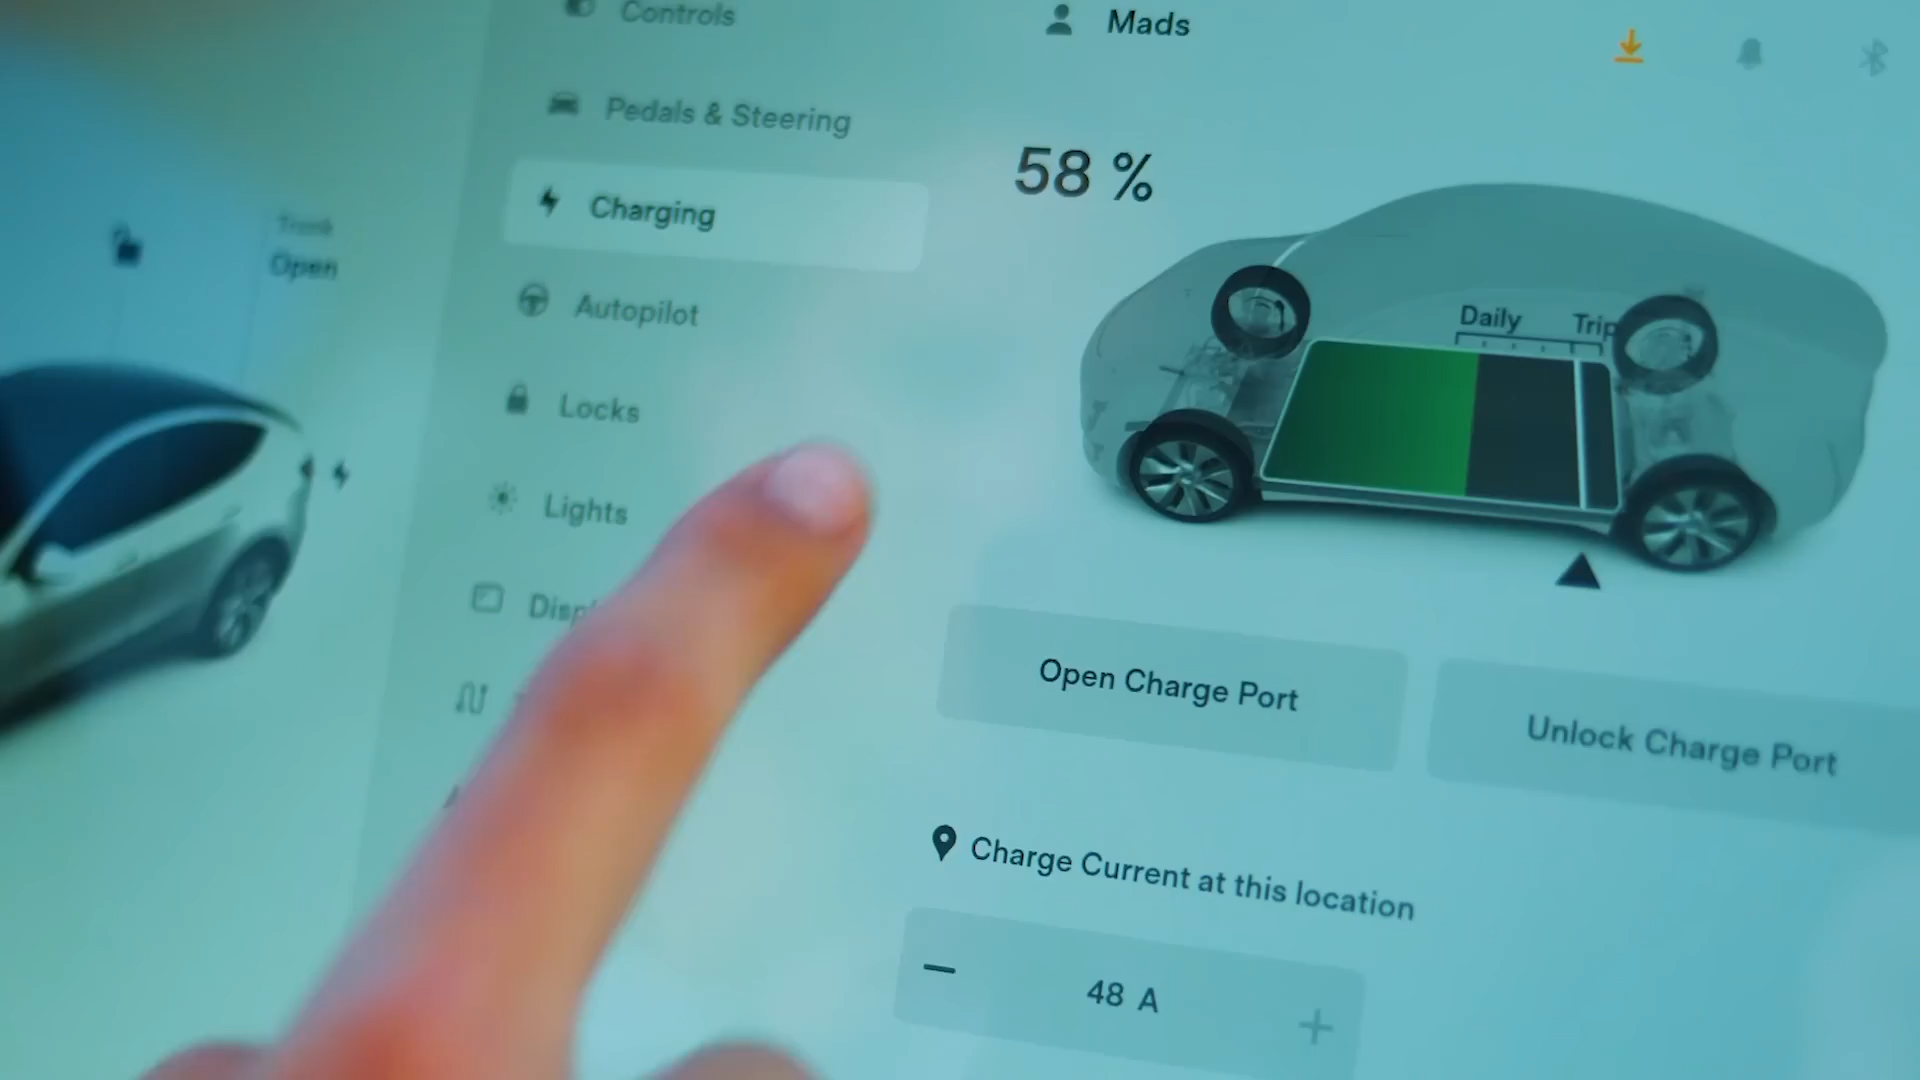 Controls
Mads
Pedals & Steering
58 %
Charging
Trunk
Open
Autopilot
Daily
Trip
Locks
Lights
Open Charge Port
Unlock Charge Port
Charge Current at this location
48 A